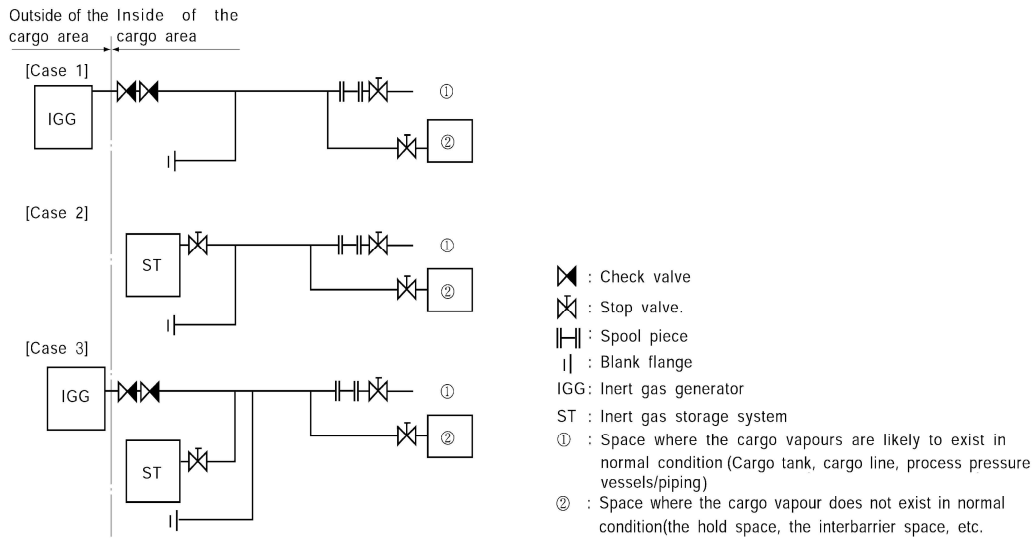 Outside of the Inside of the
cargo area cargo area
[Case 1]
IGG
①
②
[Case 2]
ST
①
②
[Case 3]
IGG
ST
①
②
: Check valve
: Stop valve.
: Spool piece
: Blank flange
IGG: Inert gas generator
ST : Inert gas storage system
① : Space where the cargo vapours are likely to exist in
normal condition (Cargo tank, cargo line, process pressure
vessels/piping)
② : Space where the cargo vapour does not exist in normal
condition(the hold space, the interbarrier space, etc.